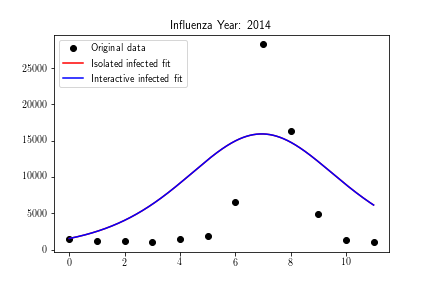 Influenza Year: 2014
Original data
Isolated infected fit
Interactive infected fit
25000
20000
15000
10000
5000
0
0 2 4 6 8 10